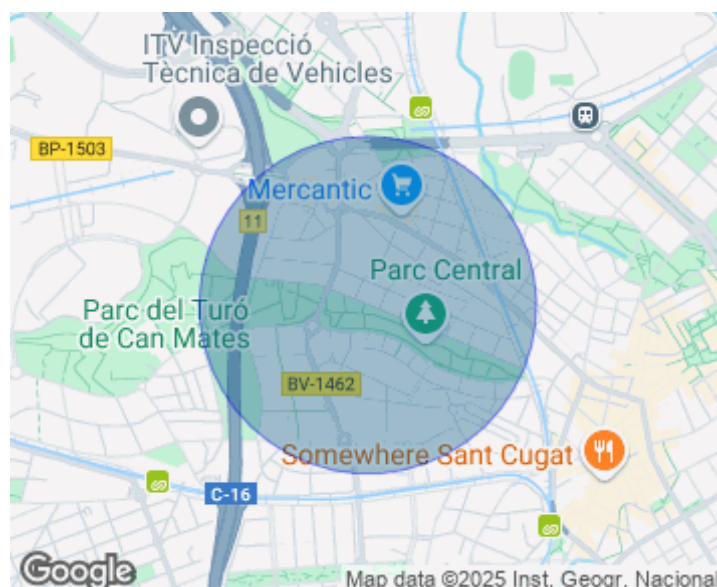 ITV Inspecció
Tècnica de Vehicles
BP-1503
Mercantic
11
Parc Central
Parc del Turó
de Can Mates
BV-1462
Somewhere Sant Cugat
C-16
Google
Map data ©2025 Inst. Geogr. Nacional